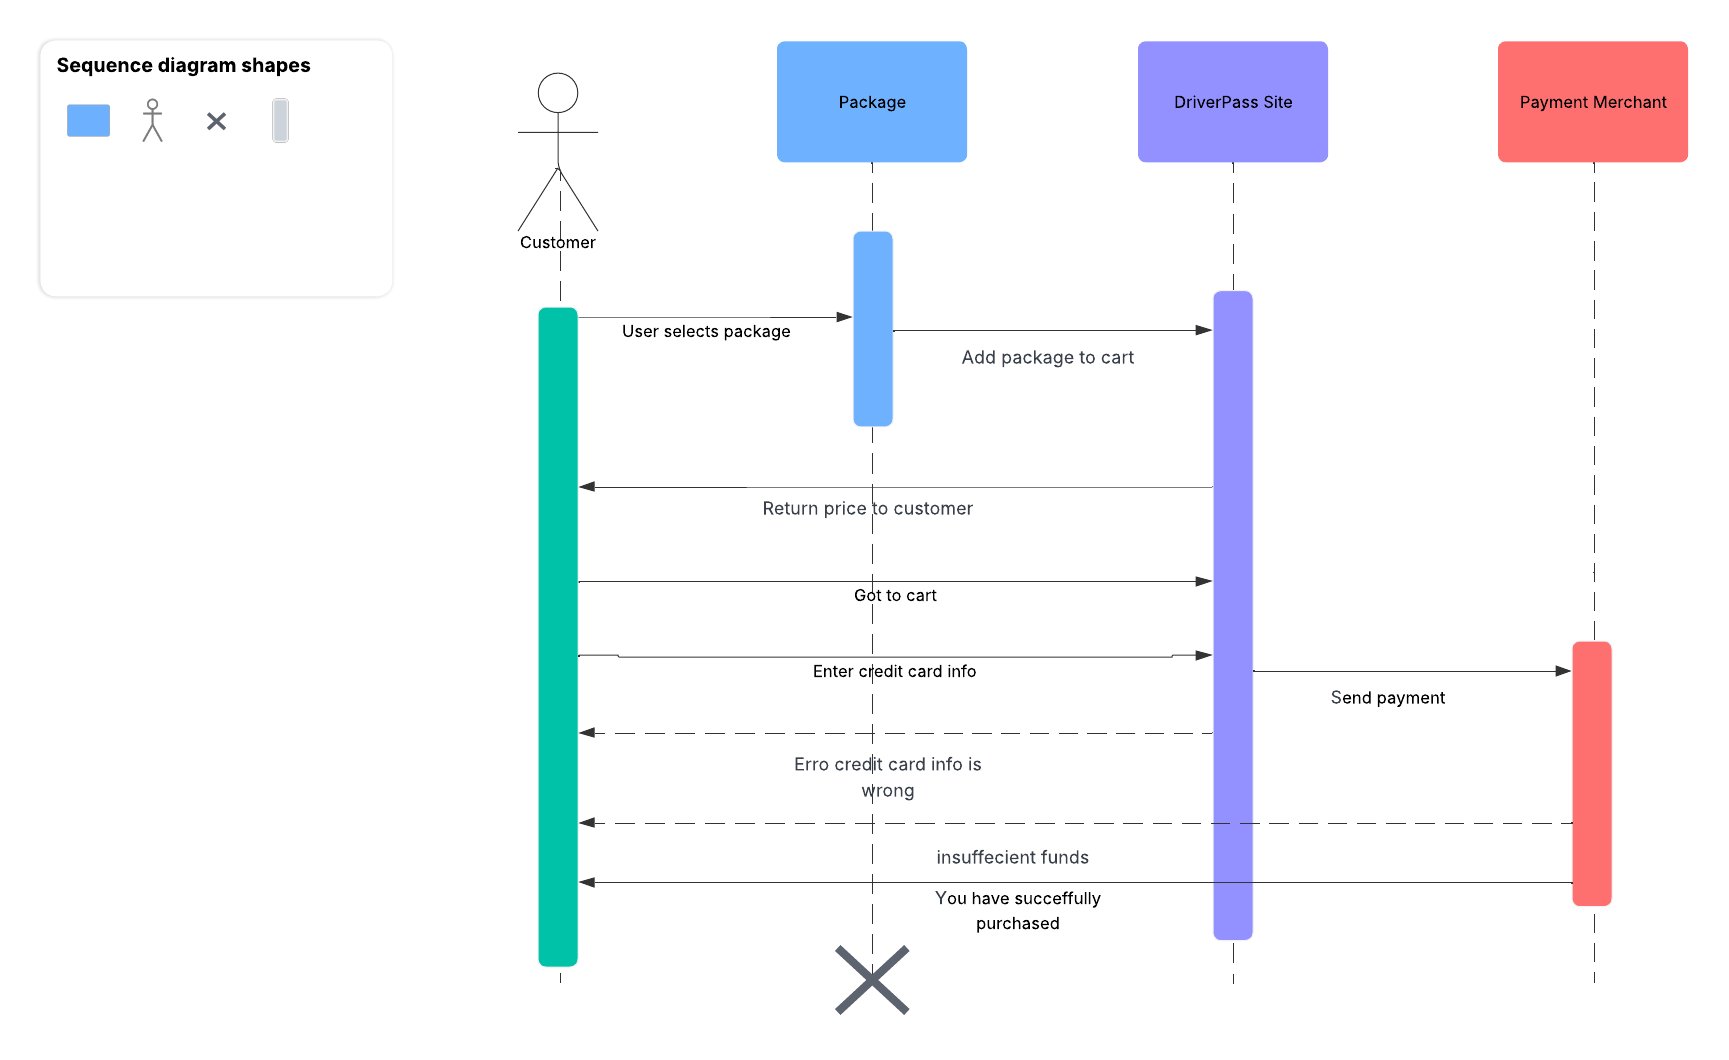 Sequence diagram shapes
Package
DriverPass Site
Payment Merchant
Customer
User selects package
Add package to cart
Return price to customer
Got to cart
Enter credit card info
Send payment
Erro credit card info is
wrong
insuffecient funds
You have succeffully
purchased